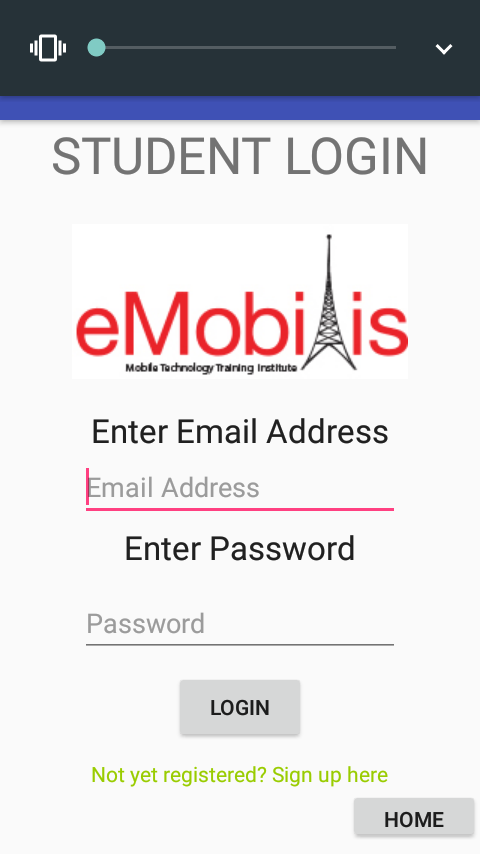 STUDENT LOGIN
eMobilis
Mobile Technology Training Institute
Enter Email Address
Email Address
Enter Password
Password
LOGIN
Not yet registered? Sign up here
HOME